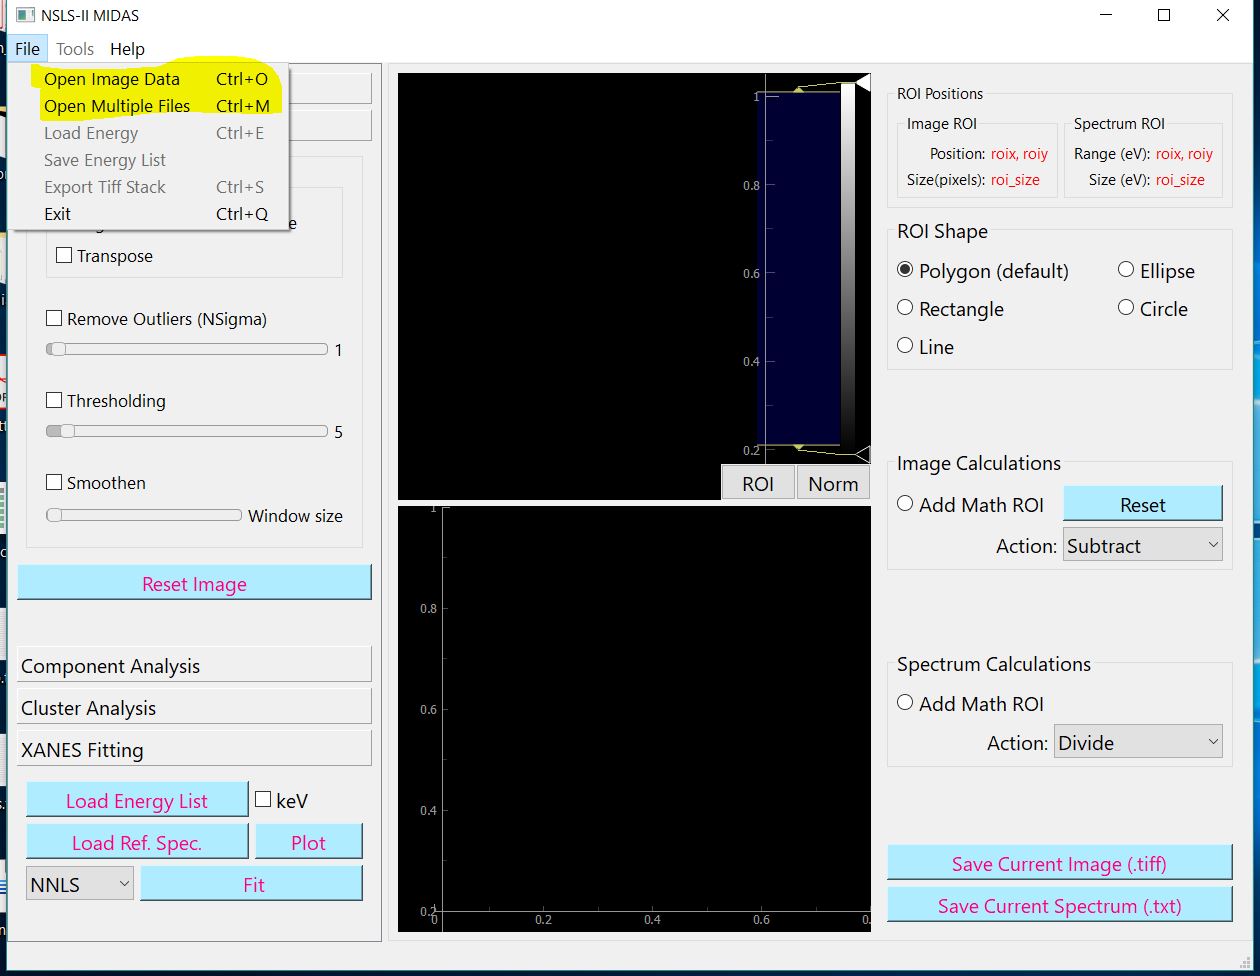 NSLS-II MIDAS
File Tools Help
Open Image Data Ctrl+O
Open Multiple Files Ctrl+M
Load Energy Ctrl+E
Save Energy List
Export Tiff Stack Ctrl+S
Exit Ctrl+Q
Transpose
Remove Outliers (NSigma)
1
Thresholding
5
Smoothen
Window size
Reset Image
Component Analysis
Cluster Analysis
XANES Fitting
Load Energy List keV
Load Ref. Spec. Plot
NNLS Fit
1
0.8
0.6
0.4
0.2
ROI Norm
1
0.8
0.6
0.4
0.2
0 0.2 0.4 0.6 0.
ROI Positions
Image ROI
Position: roix, roiy
Size(pixels): roi_size
Spectrum ROI
Range (eV): roix, roiy
Size (eV): roi_size
ROI Shape
Polygon (default) Ellipse
Rectangle Circle
Line
Image Calculations
Add Math ROI Reset
Action: Subtract
Spectrum Calculations
Add Math ROI
Action: Divide
Save Current Image (.tiff)
Save Current Spectrum (.txt)